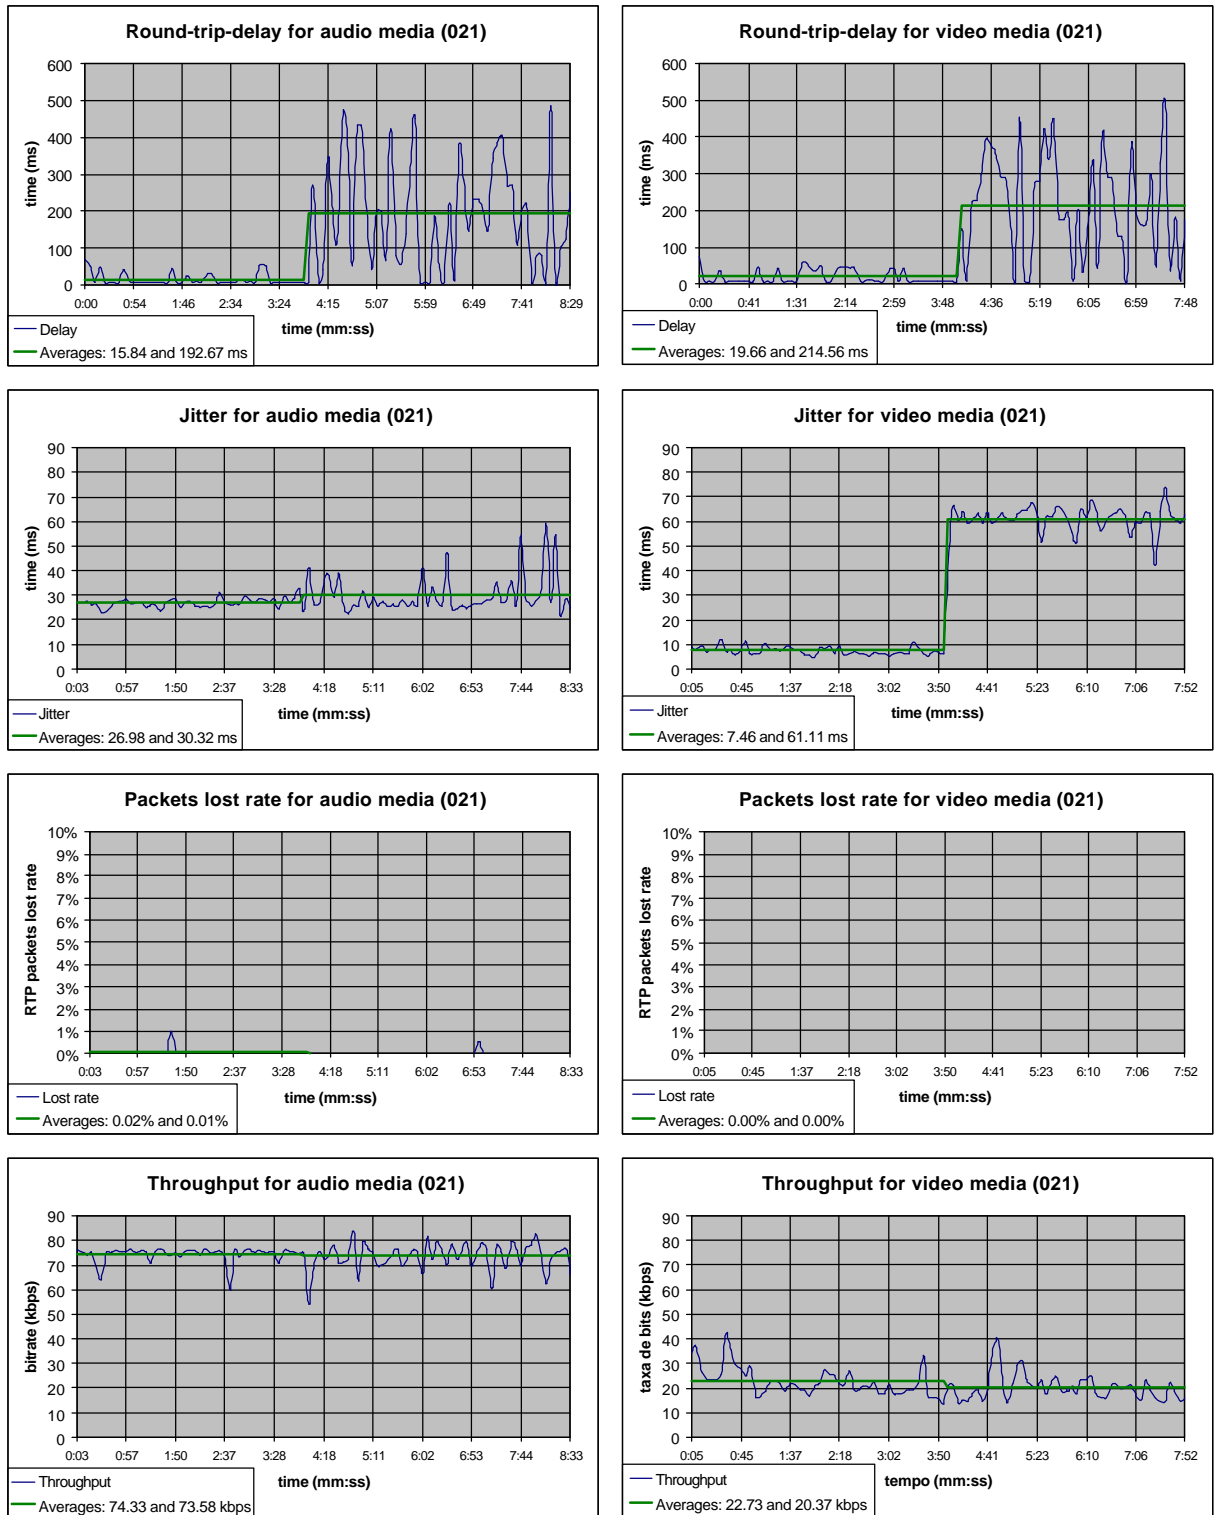 Round-trip-delay for audio media (021)
600
500
400
300
200
100
0
time (ms)
0:00 0:54 1:46 2:34 3:24 4:15 5:07 5:59 6:49 7:41 8:29
time (mm:ss)
Delay
Averages: 15.84 and 192.67 ms
Round-trip-delay for video media (021)
600
500
400
300
200
100
0
time (ms)
0:00 0:41 1:31 2:14 2:59 3:48 4:36 5:19 6:05 6:59 7:48
time (mm:ss)
Delay
Averages: 19.66 and 214.56 ms
Jitter for audio media (021)
90
80
70
60
50
40
30
20
10
0
time (ms)
0:03 0:57 1:50 2:37 3:28 4:18 5:11 6:02 6:53 7:44 8:33
time (mm:ss)
Jitter
Averages: 26.98 and 30.32 ms
Jitter for video media (021)
90
80
70
60
50
40
30
20
10
0
time (ms)
0:05 0:45 1:37 2:18 3:02 3:50 4:41 5:23 6:10 7:06 7:52
time (mm:ss)
Jitter
Averages: 7.46 and 61.11 ms
Packets lost rate for audio media (021)
10%
9%
8%
7%
6%
5%
4%
3%
2%
1%
0%
RTP packets lost rate
0:03 0:57 1:50 2:37 3:28 4:18 5:11 6:02 6:53 7:44 8:33
time (mm:ss)
Lost rate
Averages: 0.02% and 0.01%
Packets lost rate for video media (021)
10%
9%
8%
7%
6%
5%
4%
3%
2%
1%
0%
RTP packets lost rate
0:05 0:45 1:37 2:18 3:02 3:50 4:41 5:23 6:10 7:06 7:52
time (mm:ss)
Lost rate
Averages: 0.00% and 0.00%
Throughput for audio media (021)
90
80
70
60
50
40
30
20
10
0
bitrate (kbps)
0:03 0:57 1:50 2:37 3:28 4:18 5:11 6:02 6:53 7:44 8:33
time (mm:ss)
Throughput
Averages: 74.33 and 73.58 kbps
Throughput for video media (021)
90
80
70
60
50
40
30
20
10
0
taxa de bits (kbps)
0:05 0:45 1:37 2:18 3:02 3:50 4:41 5:23 6:10 7:06 7:52
tempo (mm:ss)
Throughput
Averages: 22.73 and 20.37 kbps